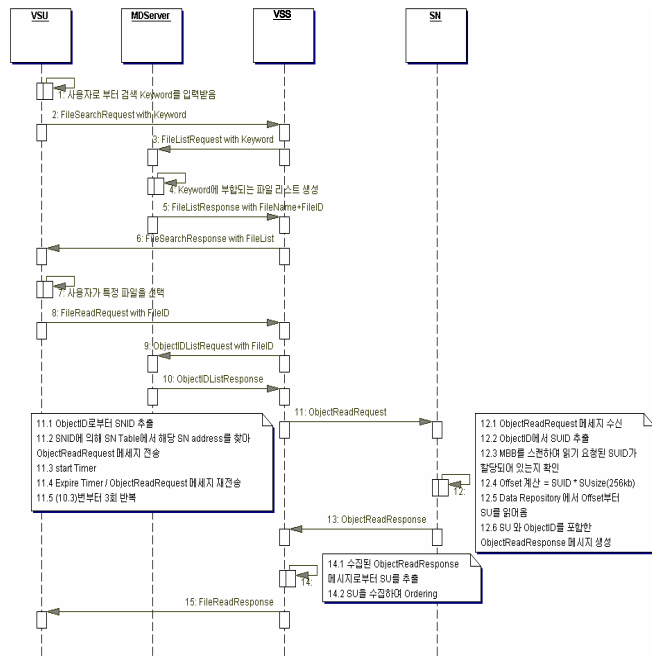 VSU
MDServer
VSS
SN
1: 사용자로 부터 검색 Keyword를 입력받음
2: FileSearchRequest with Keyword
3: FileListRequest with Keyword
4: Keyword에 부합되는 파일 리스트 생성
5: FileListResponse with FileName+FileID
6: FileSearchResponse with FileList
7: 사용자가 특정 파일을 선택
8: FileReadRequest with FileID
9: ObjectIDListRequest with FileID
10: ObjectIDListResponse
11: ObjectReadRequest
11.1 ObjectID로부터 SNID 추출
11.2 SNID에 의해 SN Table에서 해당 SN address를 찾아
ObjectReadRequest 메세지 전송
11.3 start Timer
11.4 Expire Timer / ObjectReadRequest 메세지 재전송
11.5 (10.3)번부터 3회 반복
12.1 ObjectReadRequest 메세지 수신
12.2 ObjectID에서 SUID 추출
12.3 MBB를 스캔하여 읽기 요청된 SUID가
할당되어 있는지 확인
12.4 Offset 계산 = SUID * SUsize(256kb)
12.5 Data Repository 에서 Offset부터
SU를 읽어옴
12.6 SU 와 ObjectID를 포함한
ObjectReadResponse 메시지 생성
12:
13: ObjectReadResponse
14.1 수집된 ObjectReadResponse
메시지로부터 SU를 추출
14.2 SU을 수집하여 Ordering
14:
15: FileReadResponse